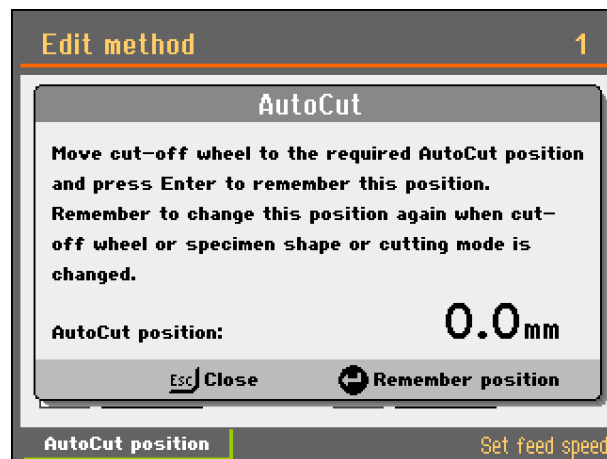 Edit method 1
AutoCut
Move cut-off wheel to the required AutoCut position
and press Enter to remember this position.
Remember to change this position again when cut-
off wheel or specimen shape or cutting mode is
changed.
AutoCut position: 0.0mm
Esc Close Remember position
AutoCut position Set feed speed